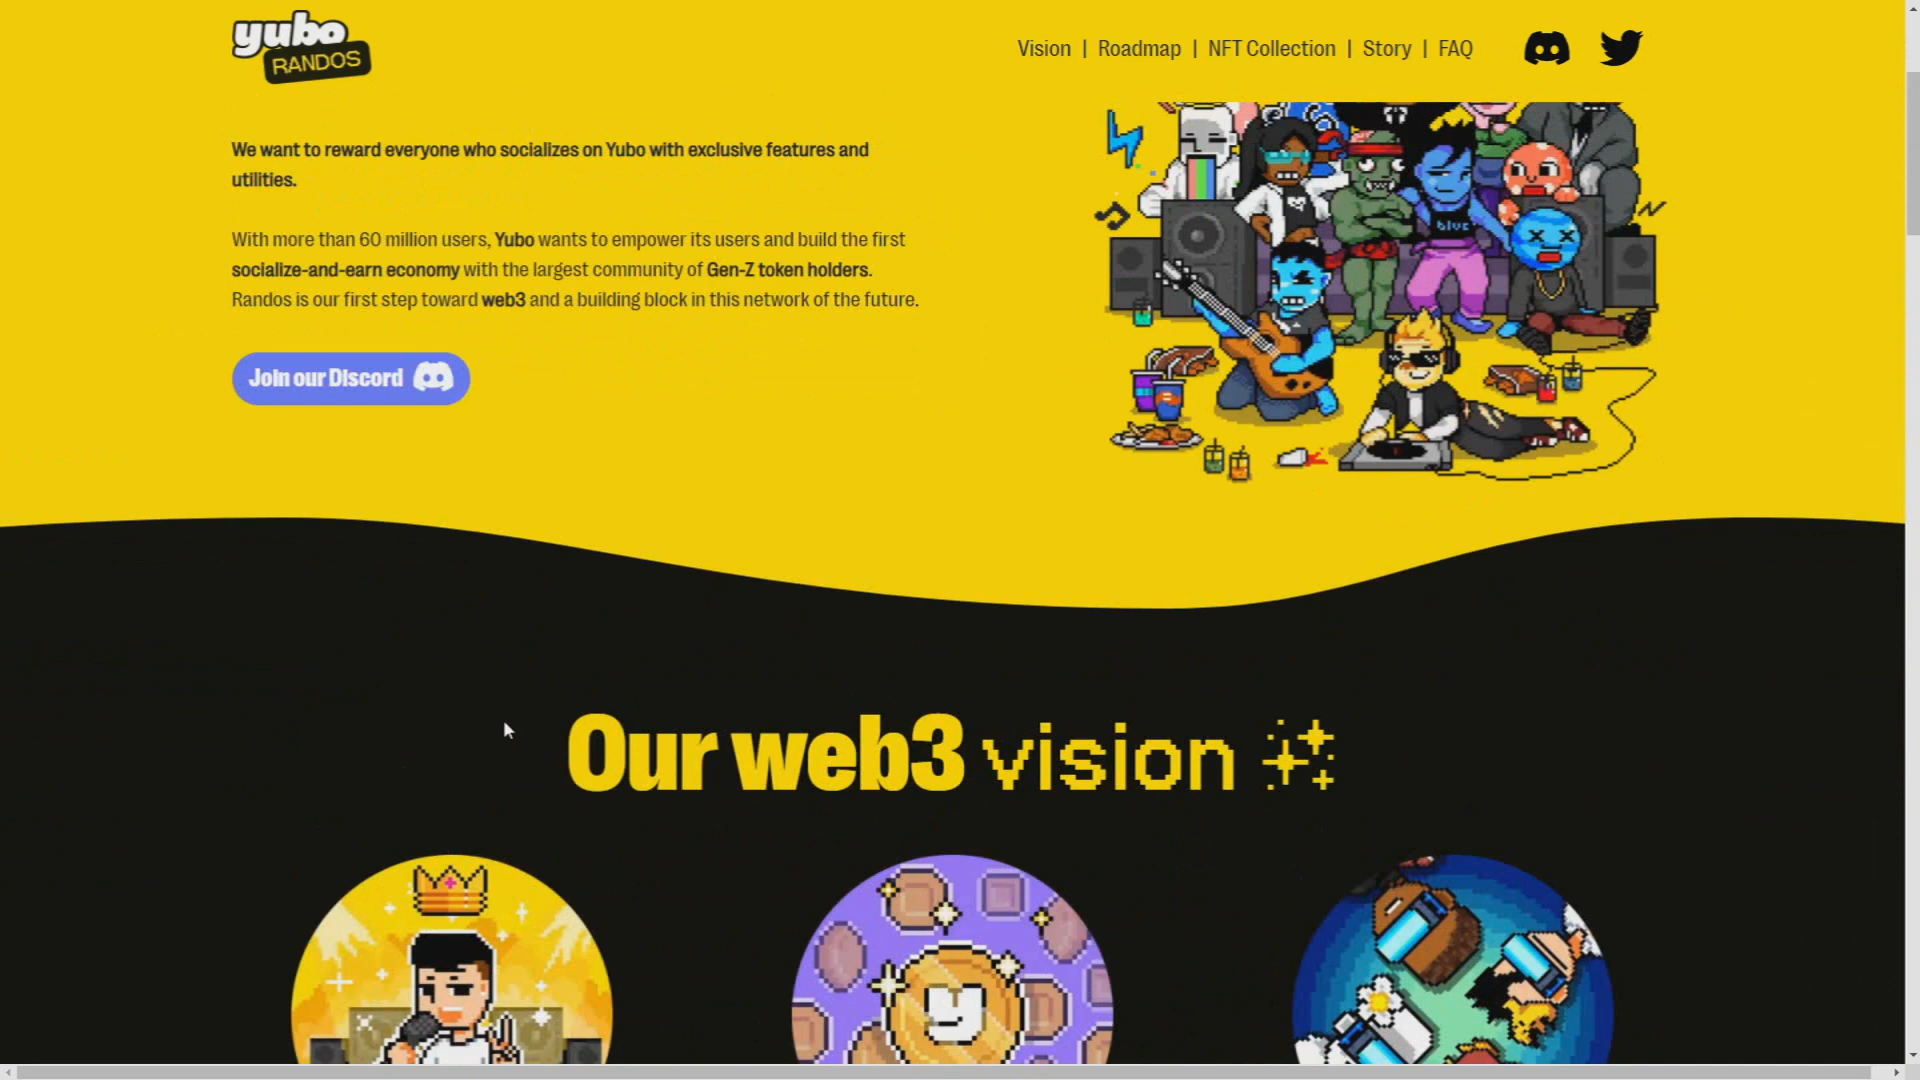 yubo
RANDOS
Vision | Roadmap | NFT Collection | Story | FAQ
We want to reward everyone who socializes on Yubo with exclusive features and
utilities.
With more than 60 million users, Yubo wants to empower its users and build the first
socialize-and-earn economy with the largest community of Gen-Z token holders.
Randos is our first step toward web3 and a building block in this network of the future.
Join our Discord
blue
Our web3 vision